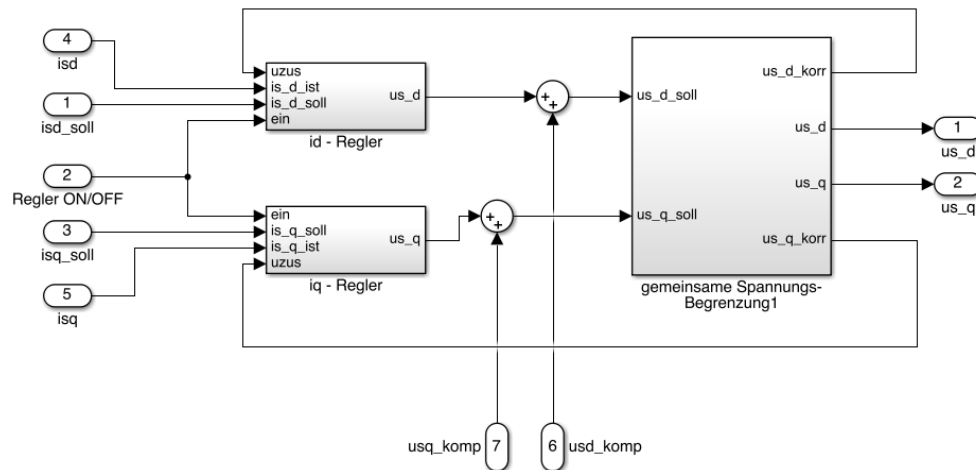 4
isd
1
isd_soll
2
Regler ON/OFF
3
isq_soll
5
isq
uzus
is_d_ist
is_d_soll
ein
us_d
id - Regler
ein
is_q_soll
is_q_ist
uzus
us_q
iq - Regler
+
+
+
+
usq_komp
7
6
usd_komp
us_d_soll
us_q_soll
us_d_korr
us_d
us_q
us_q_korr
gemeinsame Spannungs-
Begrenzung1
1
us_d
2
us_q